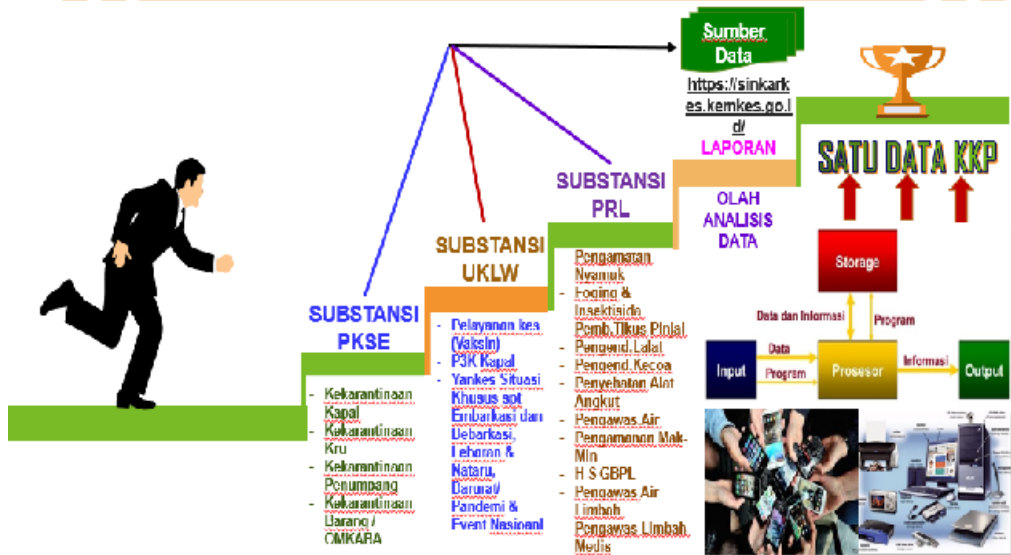 Sumber
Data
https://sinkark
es.kemkes.go.i
d/
LAPORAN
SATU DATA KKP
OLAH
ANALISIS
DATA
SUBSTANSI
PRL
- Pengamatan
Nyamuk
- Foging &
Insektisida
Pemb.Tikus Pinjal
- Pengend.Lalat
- Pengend.Kecoa
- Penyehatan Alat
Angkut
- Pengawas.Air
- Pengamanan Mak-
Min
- H S GBPL
- Pengawas Air
Limbah
Pengawas Limbah
Medis
SUBSTANSI
UKLW
- Pelayanan kes
(Vaksin)
- P3K Kapal
- Yankes Situasi
Khusus spt
Embarkasi dan
Debarkasi,
Lebaran &
Nataru,
Darurat/
Pandemi &
Event Nasional
SUBSTANSI
PKSE
- Kekarantinaan
Kapal
- Kekarantinaan
Kru
- Kekarantinaan
Penumpang
- Kekarantinaan
Barang /
OMKABA
Storage
Data dan Informasi
Program
Input
Data
Program
Prosesor
Informasi
Output